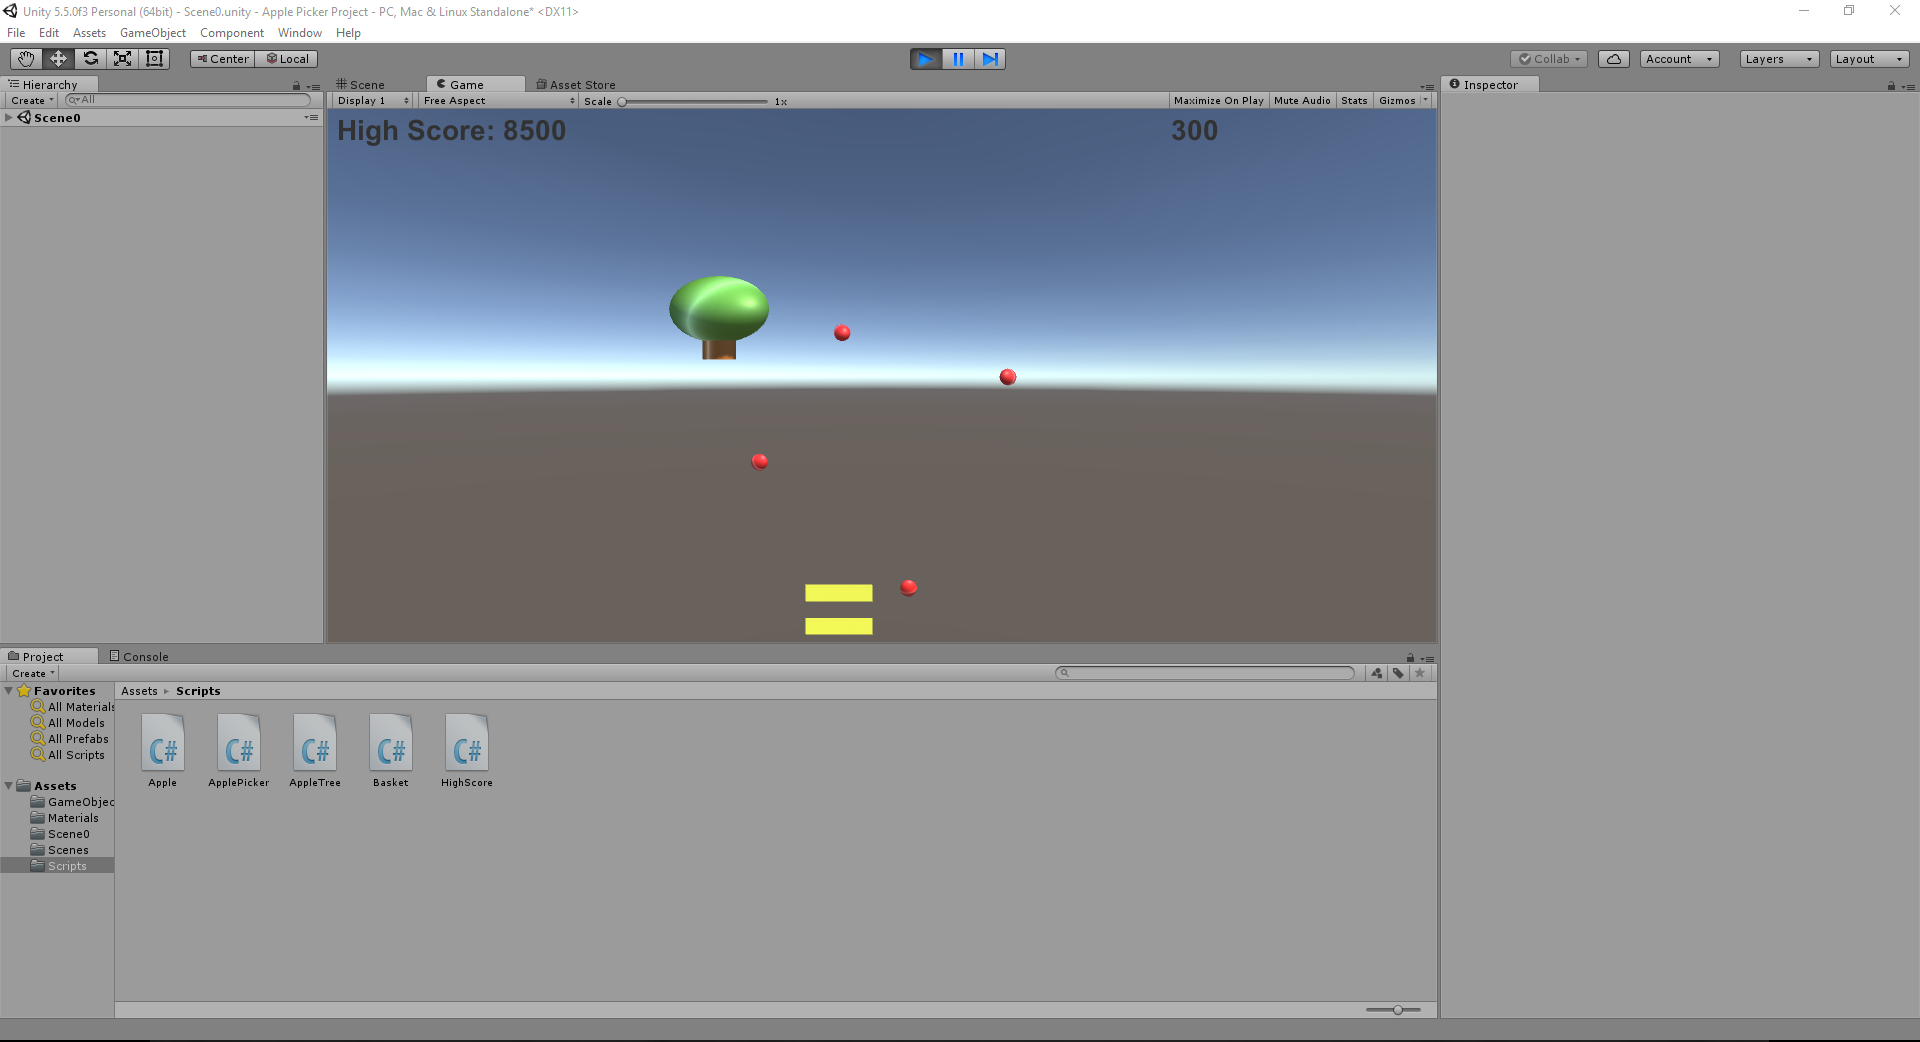 Unity 5.5.0f3 Personal (64bit) - Scene0.unity - Apple Picker Project - PC, Mac & Linux Standalone* <DX11>
File Edit Assets GameObject Component Window Help
Center Local Collab Account Layers Layout
Hierarchy Scene Game Asset Store Inspector
Create All Display 1 Free Aspect Scale 1x Maximize On Play Mute Audio Stats Gizmos
Scene0
High Score: 8500 300
Project Console
Create
Favorites Assets Scripts
All Materials
All Models
All Prefabs
All Scripts
Apple ApplePicker AppleTree Basket HighScore
C# C# C# C# C#
Assets
GameObjec
Materials
Scene0
Scenes
Scripts